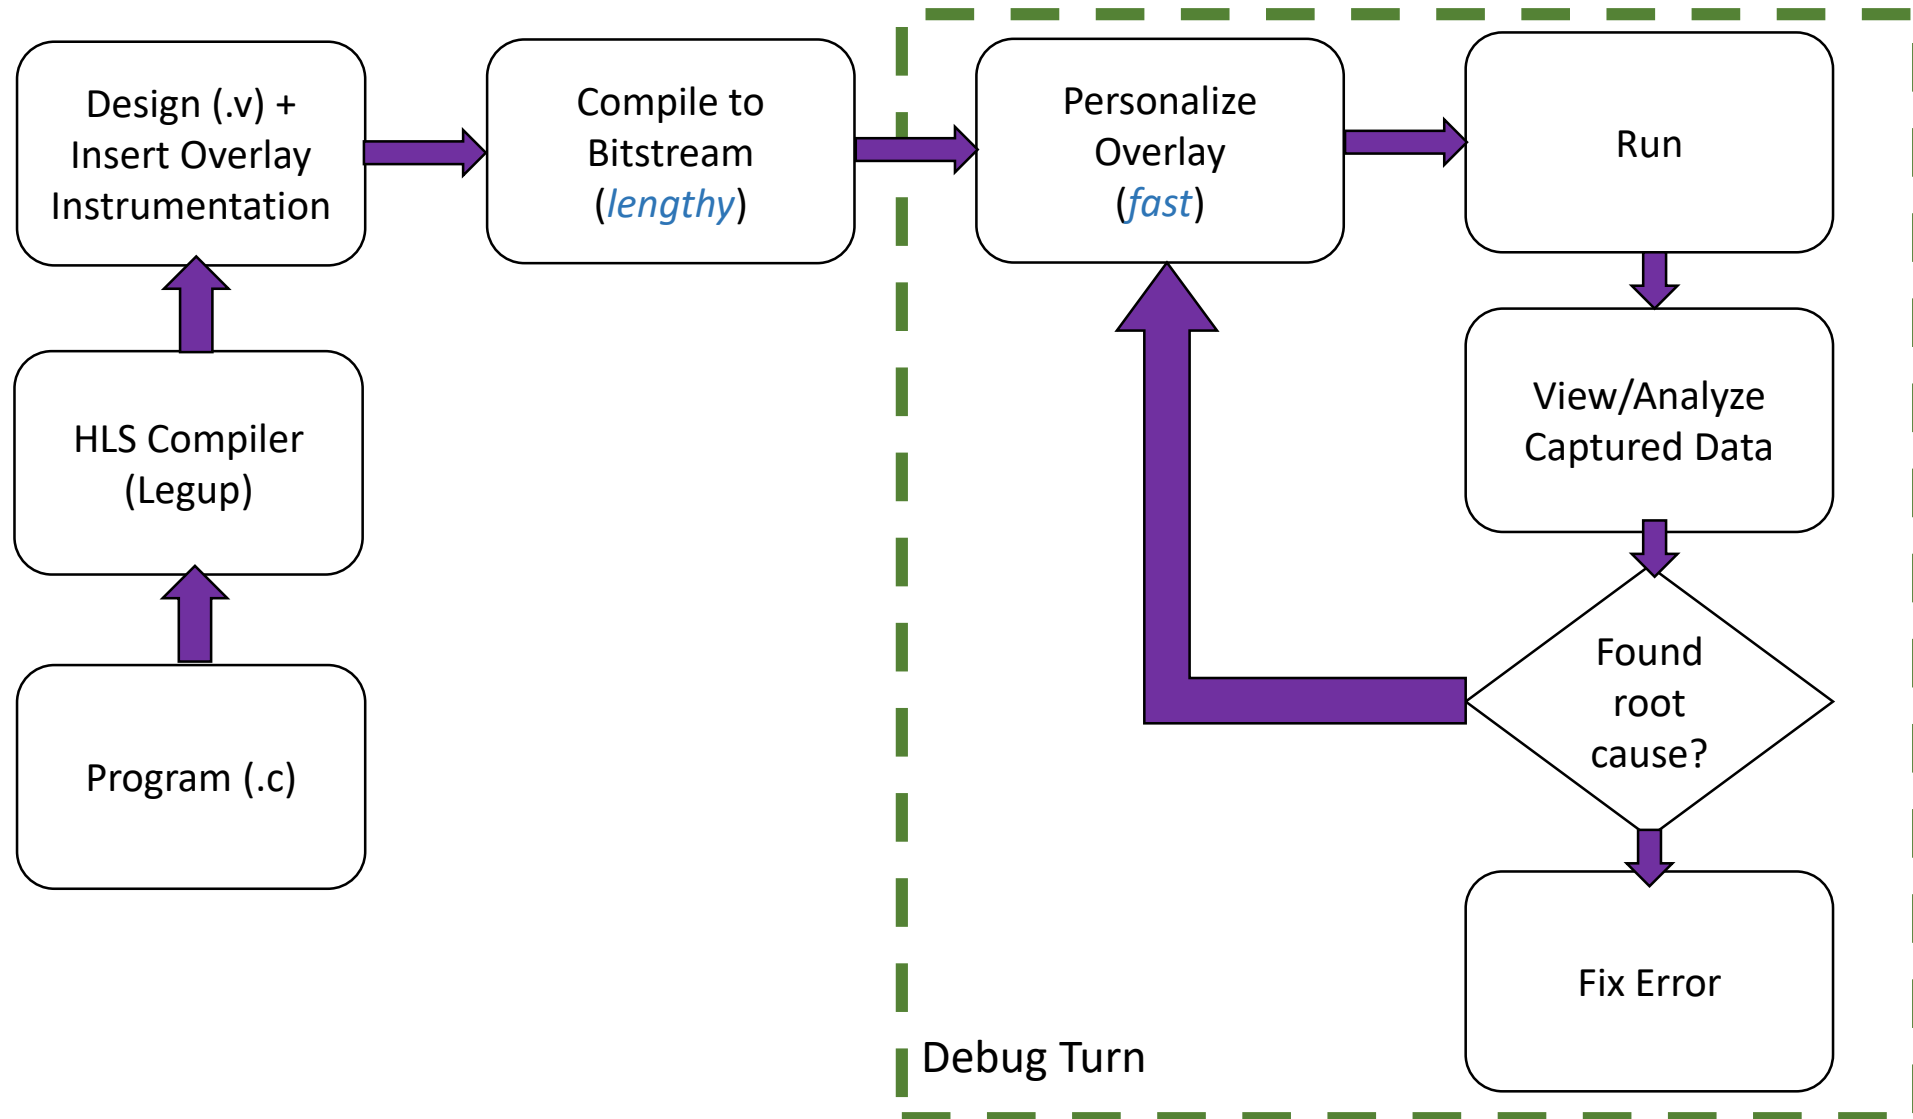 Design (.v) +
Insert Overlay
Instrumentation
Compile to
Bitstream
(lengthy)
Personalize
Overlay
(fast)
Run
HLS Compiler
(Legup)
View/Analyze
Captured Data
Program (.c)
Found
root
cause?
Fix Error
Debug Turn